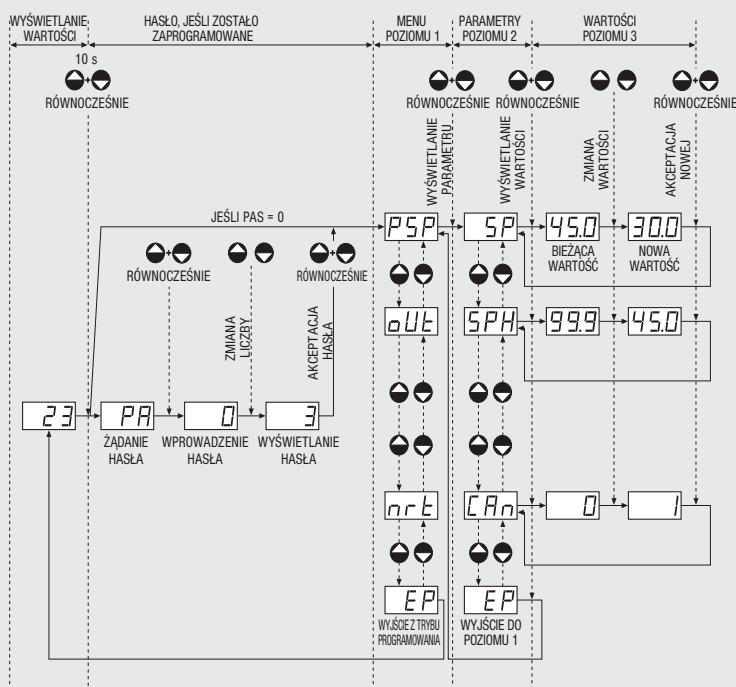 WYŚWIETLANIE
WARTOŚCI
HASŁO, JEŚLI ZOSTAŁO
ZAPROGRAMOWANE
MENU
POZIOMU 1
PARAMETRY
POZIOMU 2
WARTOŚCI
POZIOMU 3
10 s
RÓWNOCZEŚNIE
RÓWNOCZEŚNIE
RÓWNOCZEŚNIE
RÓWNOCZEŚNIE
WYŚWIETLANIE
PARAMETRU
WYŚWIETLANIE
WARTOŚCI
ZMIANA
WARTOŚCI
AKCEPTACJA
NOWEJ
JEŚLI PAS = 0
PSP
SP
45.0
30.0
BIEŻĄCA
WARTOŚĆ
NOWA
WARTOŚĆ
RÓWNOCZEŚNIE
RÓWNOCZEŚNIE
ZMIANA
LICZBY
AKCEPTACJA
HASŁA
oUt
SPH
99.9
45.0
23
PA
0
3
ŻĄDANIE
HASŁA
WPROWADZENIE
HASŁA
WYŚWIETLANIE
HASŁA
nrt
CAn
0
1
EP
EP
WYJŚCIE Z TRYBU
PROGRAMOWANIA
WYJŚCIE DO
POZIOMU 1